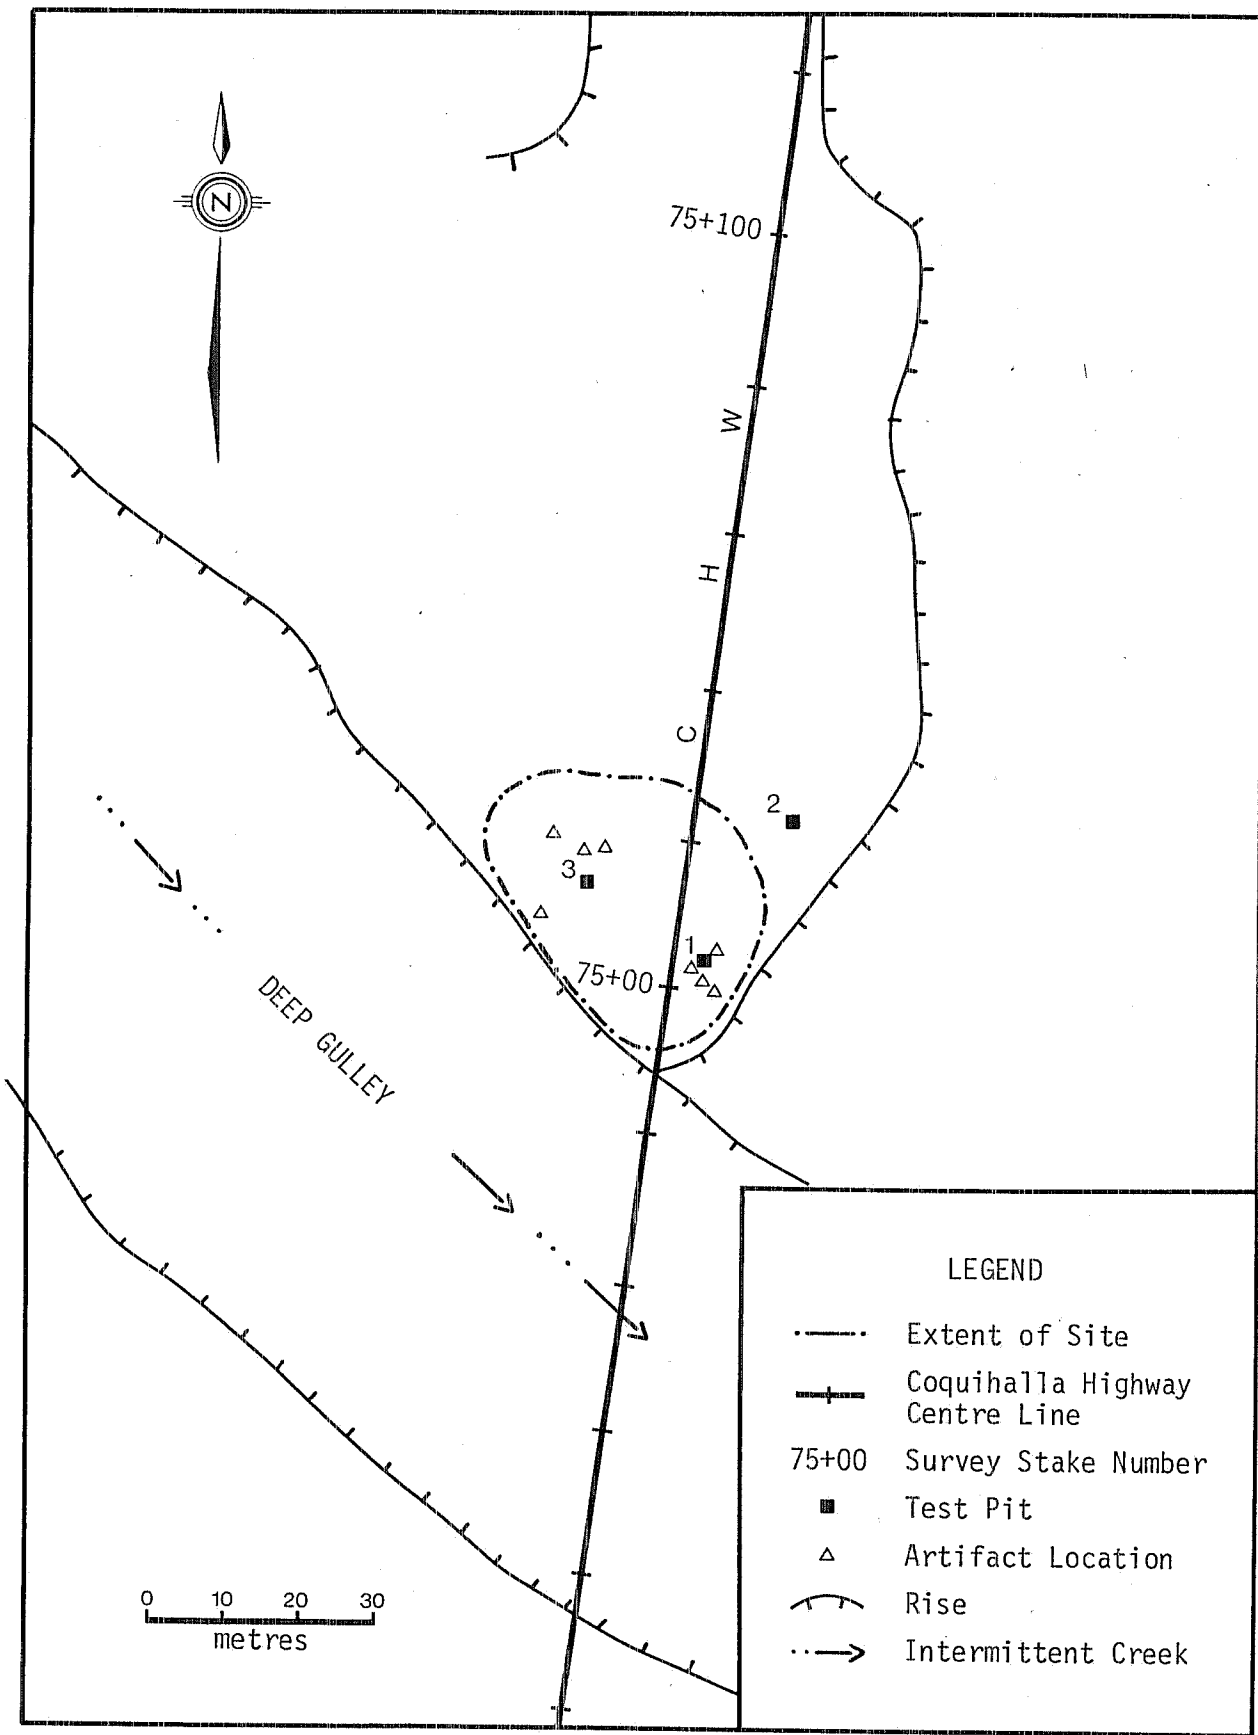 N
75+100
W
H
C
2
3
1
75+00
DEEP GULLEY
LEGEND
Extent of Site
Coquihalla Highway
Centre Line
75+00 Survey Stake Number
Test Pit
Artifact Location
Rise
Intermittent Creek
0 10 20 30
metres